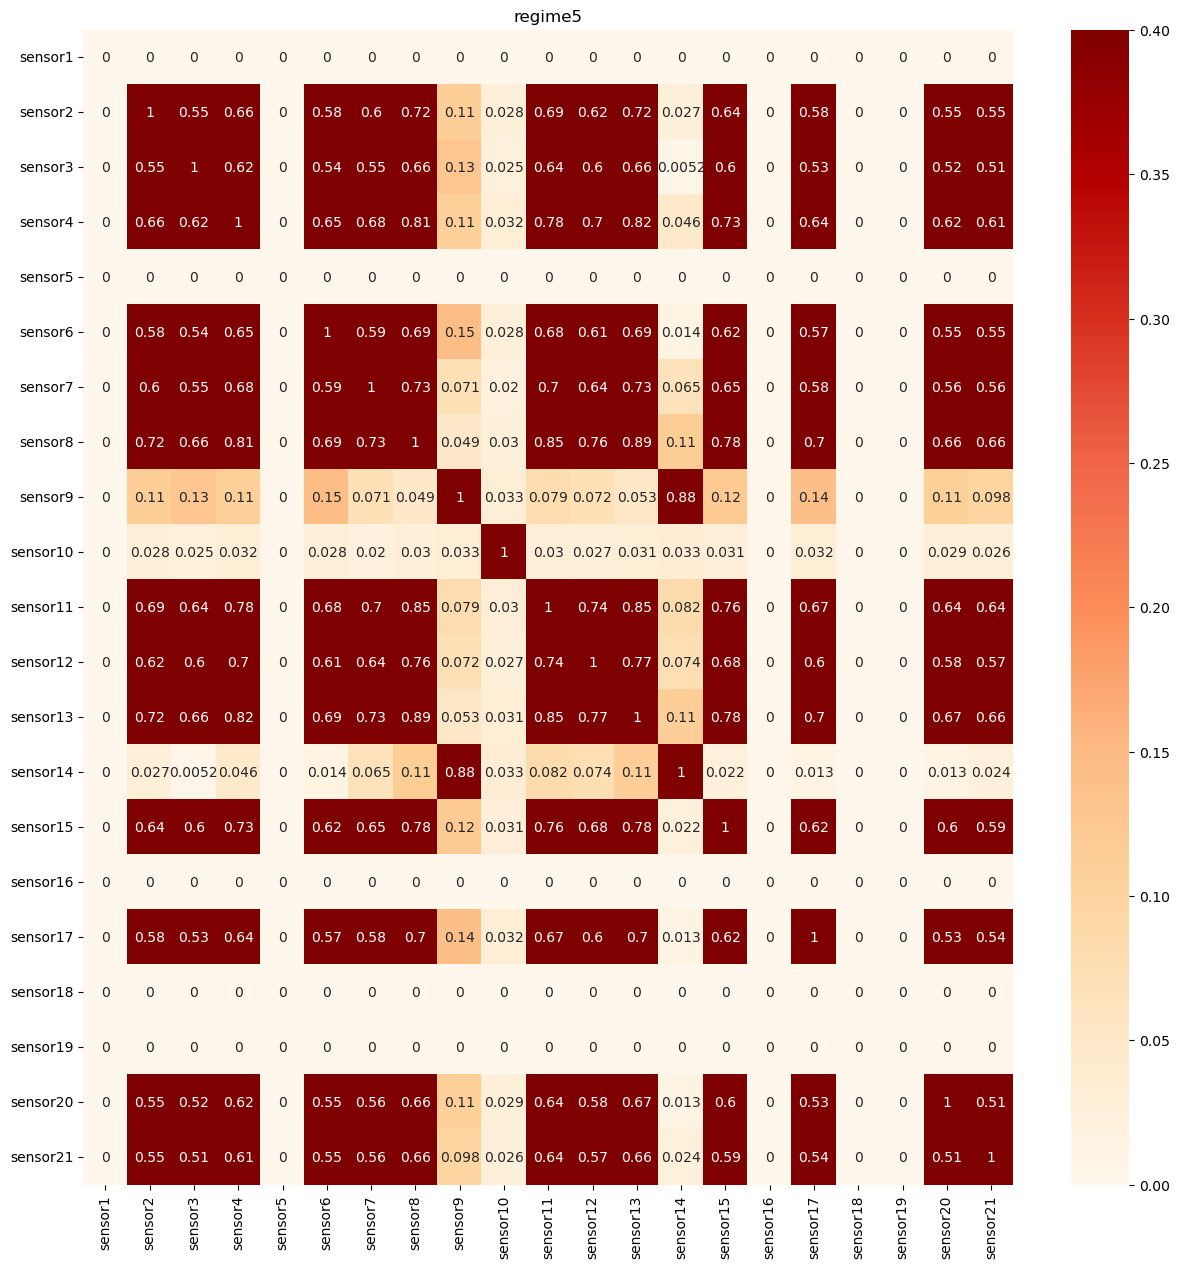 regime5
sensor1 0 0 0 0 0 0 0 0 0 0 0 0 0 0 0 0 0 0 0 0 0
sensor2 0 1 0.55 0.66 0 0.58 0.6 0.72 0.11 0.028 0.69 0.62 0.72 0.027 0.64 0 0.58 0 0 0.55 0.55
sensor3 0 0.55 1 0.62 0 0.54 0.55 0.66 0.13 0.025 0.64 0.6 0.66 0.0052 0.6 0 0.53 0 0 0.52 0.51
sensor4 0 0.66 0.62 1 0 0.65 0.68 0.81 0.11 0.032 0.78 0.7 0.82 0.046 0.73 0 0.64 0 0 0.62 0.61
sensor5 0 0 0 0 0 0 0 0 0 0 0 0 0 0 0 0 0 0 0 0 0
sensor6 0 0.58 0.54 0.65 0 1 0.59 0.69 0.15 0.028 0.68 0.61 0.69 0.014 0.62 0 0.57 0 0 0.55 0.55
sensor7 0 0.6 0.55 0.68 0 0.59 1 0.73 0.071 0.02 0.7 0.64 0.73 0.065 0.65 0 0.58 0 0 0.56 0.56
sensor8 0 0.72 0.66 0.81 0 0.69 0.73 1 0.049 0.03 0.85 0.76 0.89 0.11 0.78 0 0.7 0 0 0.66 0.66
sensor9 0 0.11 0.13 0.11 0 0.15 0.071 0.049 1 0.033 0.079 0.072 0.053 0.88 0.12 0 0.14 0 0 0.11 0.098
sensor10 0 0.028 0.025 0.032 0 0.028 0.02 0.03 0.033 1 0.03 0.027 0.031 0.033 0.031 0 0.032 0 0 0.029 0.026
sensor11 0 0.69 0.64 0.78 0 0.68 0.7 0.85 0.079 0.03 1 0.74 0.85 0.082 0.76 0 0.67 0 0 0.64 0.64
sensor12 0 0.62 0.6 0.7 0 0.61 0.64 0.76 0.072 0.027 0.74 1 0.77 0.074 0.68 0 0.6 0 0 0.58 0.57
sensor13 0 0.72 0.66 0.82 0 0.69 0.73 0.89 0.053 0.031 0.85 0.77 1 0.11 0.78 0 0.7 0 0 0.67 0.66
sensor14 0 0.027 0.0052 0.046 0 0.014 0.065 0.11 0.88 0.033 0.082 0.074 0.11 1 0.022 0 0.013 0 0 0.013 0.024
sensor15 0 0.64 0.6 0.73 0 0.62 0.65 0.78 0.12 0.031 0.76 0.68 0.78 0.022 1 0 0.62 0 0 0.6 0.59
sensor16 0 0 0 0 0 0 0 0 0 0 0 0 0 0 0 0 0 0 0 0 0
sensor17 0 0.58 0.53 0.64 0 0.57 0.58 0.7 0.14 0.032 0.67 0.6 0.7 0.013 0.62 0 1 0 0 0.53 0.54
sensor18 0 0 0 0 0 0 0 0 0 0 0 0 0 0 0 0 0 0 0 0 0
sensor19 0 0 0 0 0 0 0 0 0 0 0 0 0 0 0 0 0 0 0 0 0
sensor20 0 0.55 0.52 0.62 0 0.55 0.56 0.66 0.11 0.029 0.64 0.58 0.67 0.013 0.6 0 0.53 0 0 1 0.51
sensor21 0 0.55 0.51 0.61 0 0.55 0.56 0.66 0.098 0.026 0.64 0.57 0.66 0.024 0.59 0 0.54 0 0 0.51 1
sensor1 sensor2 sensor3 sensor4 sensor5 sensor6 sensor7 sensor8 sensor9 sensor10 sensor11 sensor12 sensor13 sensor14 sensor15 sensor16 sensor17 sensor18 sensor19 sensor20 sensor21
0.40
0.35
0.30
0.25
0.20
0.15
0.10
0.05
0.00